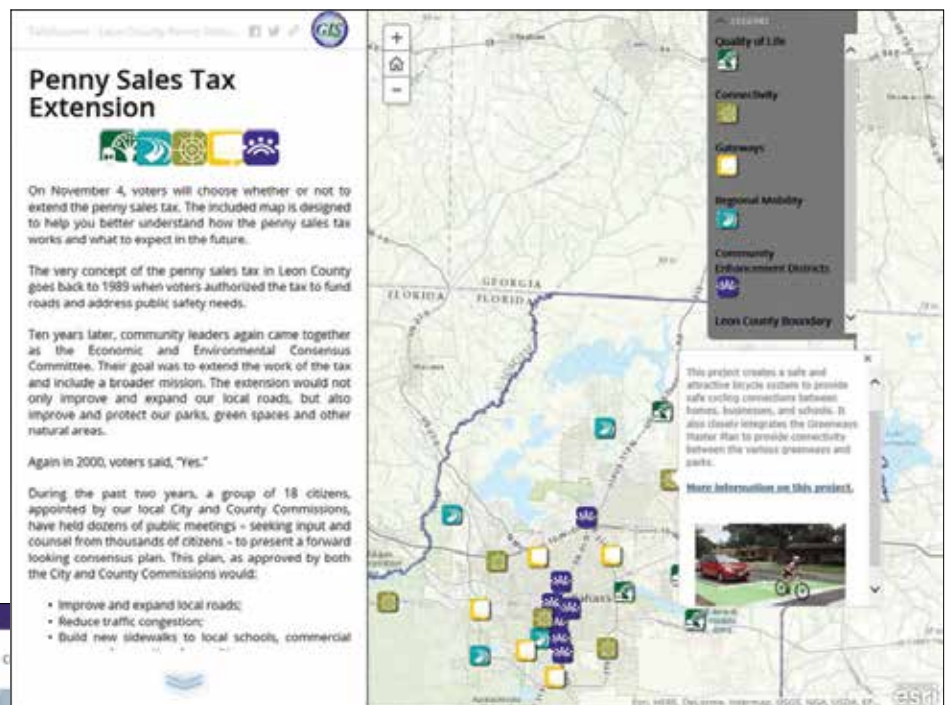 GIS
Penny Sales Tax
Extension
On November 4, voters will choose whether or not to
extend the penny sales tax. The included map is designed
to help you better understand how the penny sales tax
works and what to expect in the future.
The very concept of the penny sales tax in Leon County
goes back to 1989 when voters authorized the tax to fund
roads and address public safety needs.
Ten years later, community leaders again came together
as the Economic and Environmental Consensus
Committee. Their goal was to extend the work of the tax
and include a broader mission. The extension would not
only improve and expand our local roads, but also
improve and protect our parks, green spaces and other
natural areas.
Again in 2000, voters said, "Yes."
During the past two years, a group of 18 citizens,
appointed by our local City and County Commissions,
have held dozens of public meetings – seeking input and
counsel from thousands of citizens – to present a forward
looking consensus plan. This plan, as approved by both
the City and County Commissions would:
• Improve and expand local roads;
• Reduce traffic congestion;
• Build new sidewalks to local schools, commercial
+
−
GEORGIA
FLORIDA
FLORIDA
LEGEND
Quality of Life
Connectivity
Gateways
Regional Mobility
Community
Enhancement Districts
Leon County Boundary
This project creates a safe and
attractive bicycle system to provide
safe cycling connections between
homes, businesses, and schools. It
also closely integrates the Greenways
Master Plan to provide connectivity
between the various greenways and
parks.
More information on this project.
esri